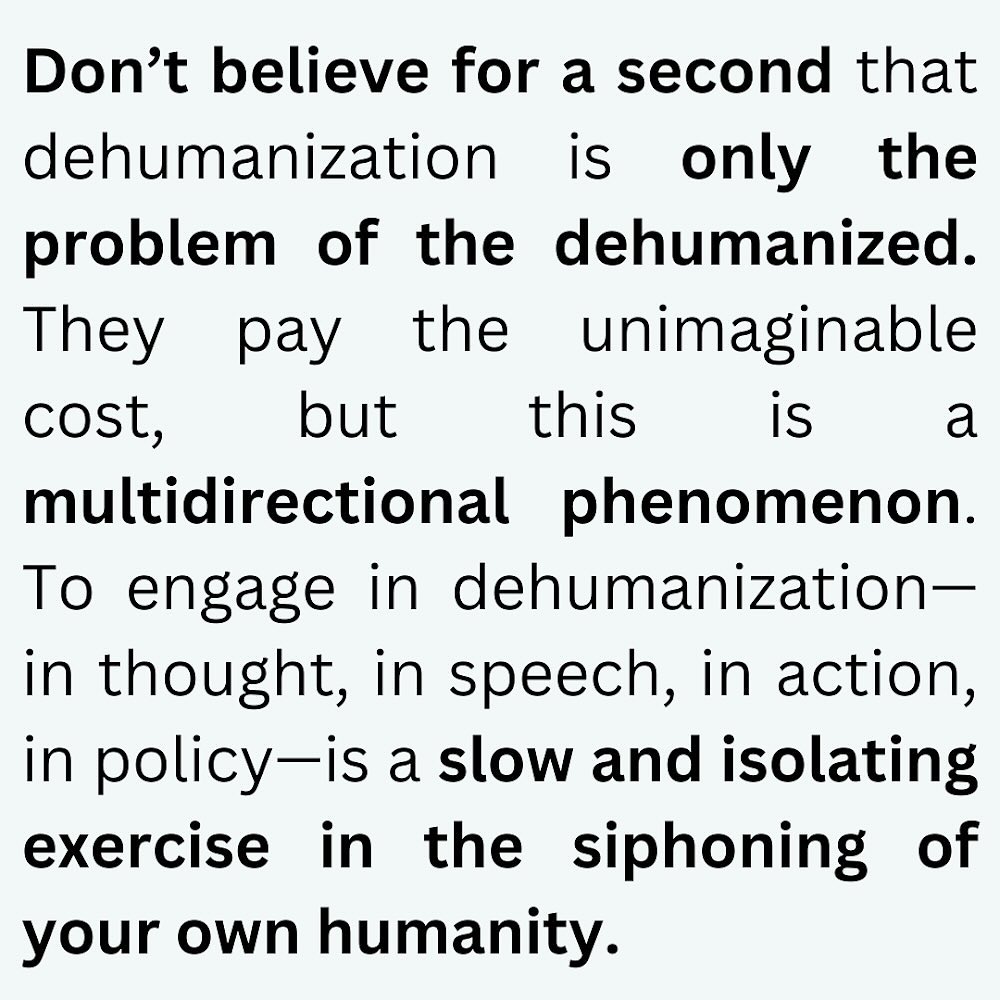 Don’t believe for a second that
dehumanization is only the
problem of the dehumanized.
They pay the unimaginable
cost, but this is a
multidirectional phenomenon.
To engage in dehumanization—
in thought, in speech, in action,
in policy—is a slow and isolating
exercise in the siphoning of
your own humanity.